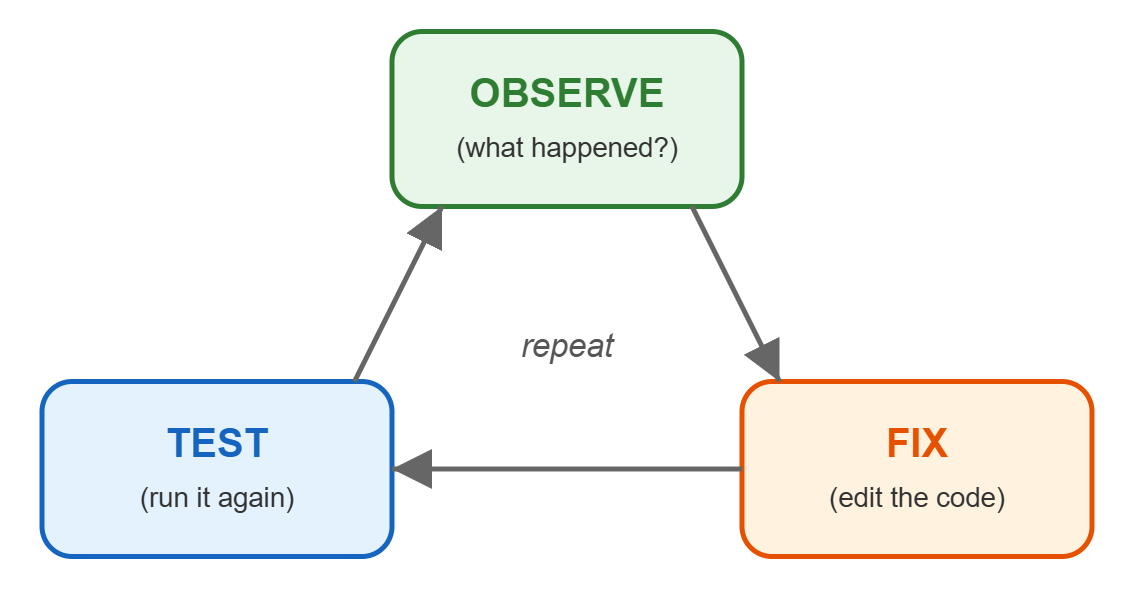 OBSERVE
(what happened?)
repeat
TEST
(run it again)
FIX
(edit the code)